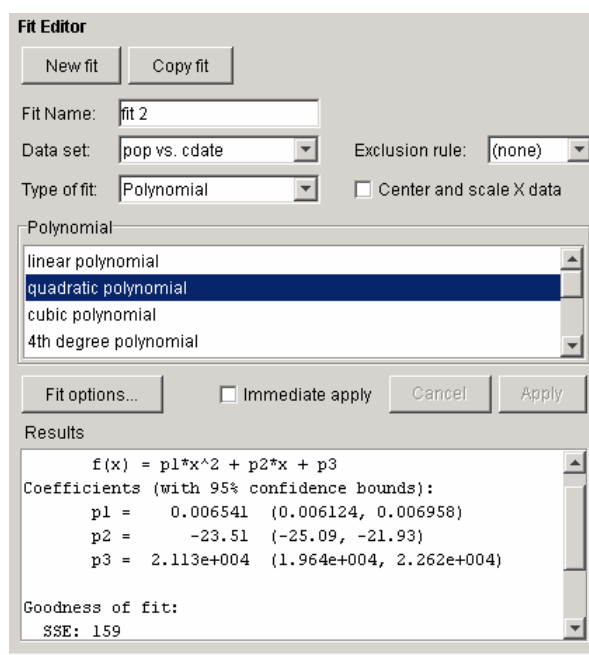 Fit Editor
New fit Copy fit
Fit Name: fit 2
Data set: pop vs. cdate Exclusion rule: (none)
Type of fit: Polynomial Center and scale X data
Polynomial
linear polynomial
quadratic polynomial
cubic polynomial
4th degree polynomial
Fit options... Immediate apply Cancel Apply
Results
f(x) = p1*x^2 + p2*x + p3
Coefficients (with 95% confidence bounds):
p1 = 0.006541 (0.006124, 0.006958)
p2 = -23.51 (-25.09, -21.93)
p3 = 2.113e+004 (1.964e+004, 2.262e+004)
Goodness of fit:
SSE: 159